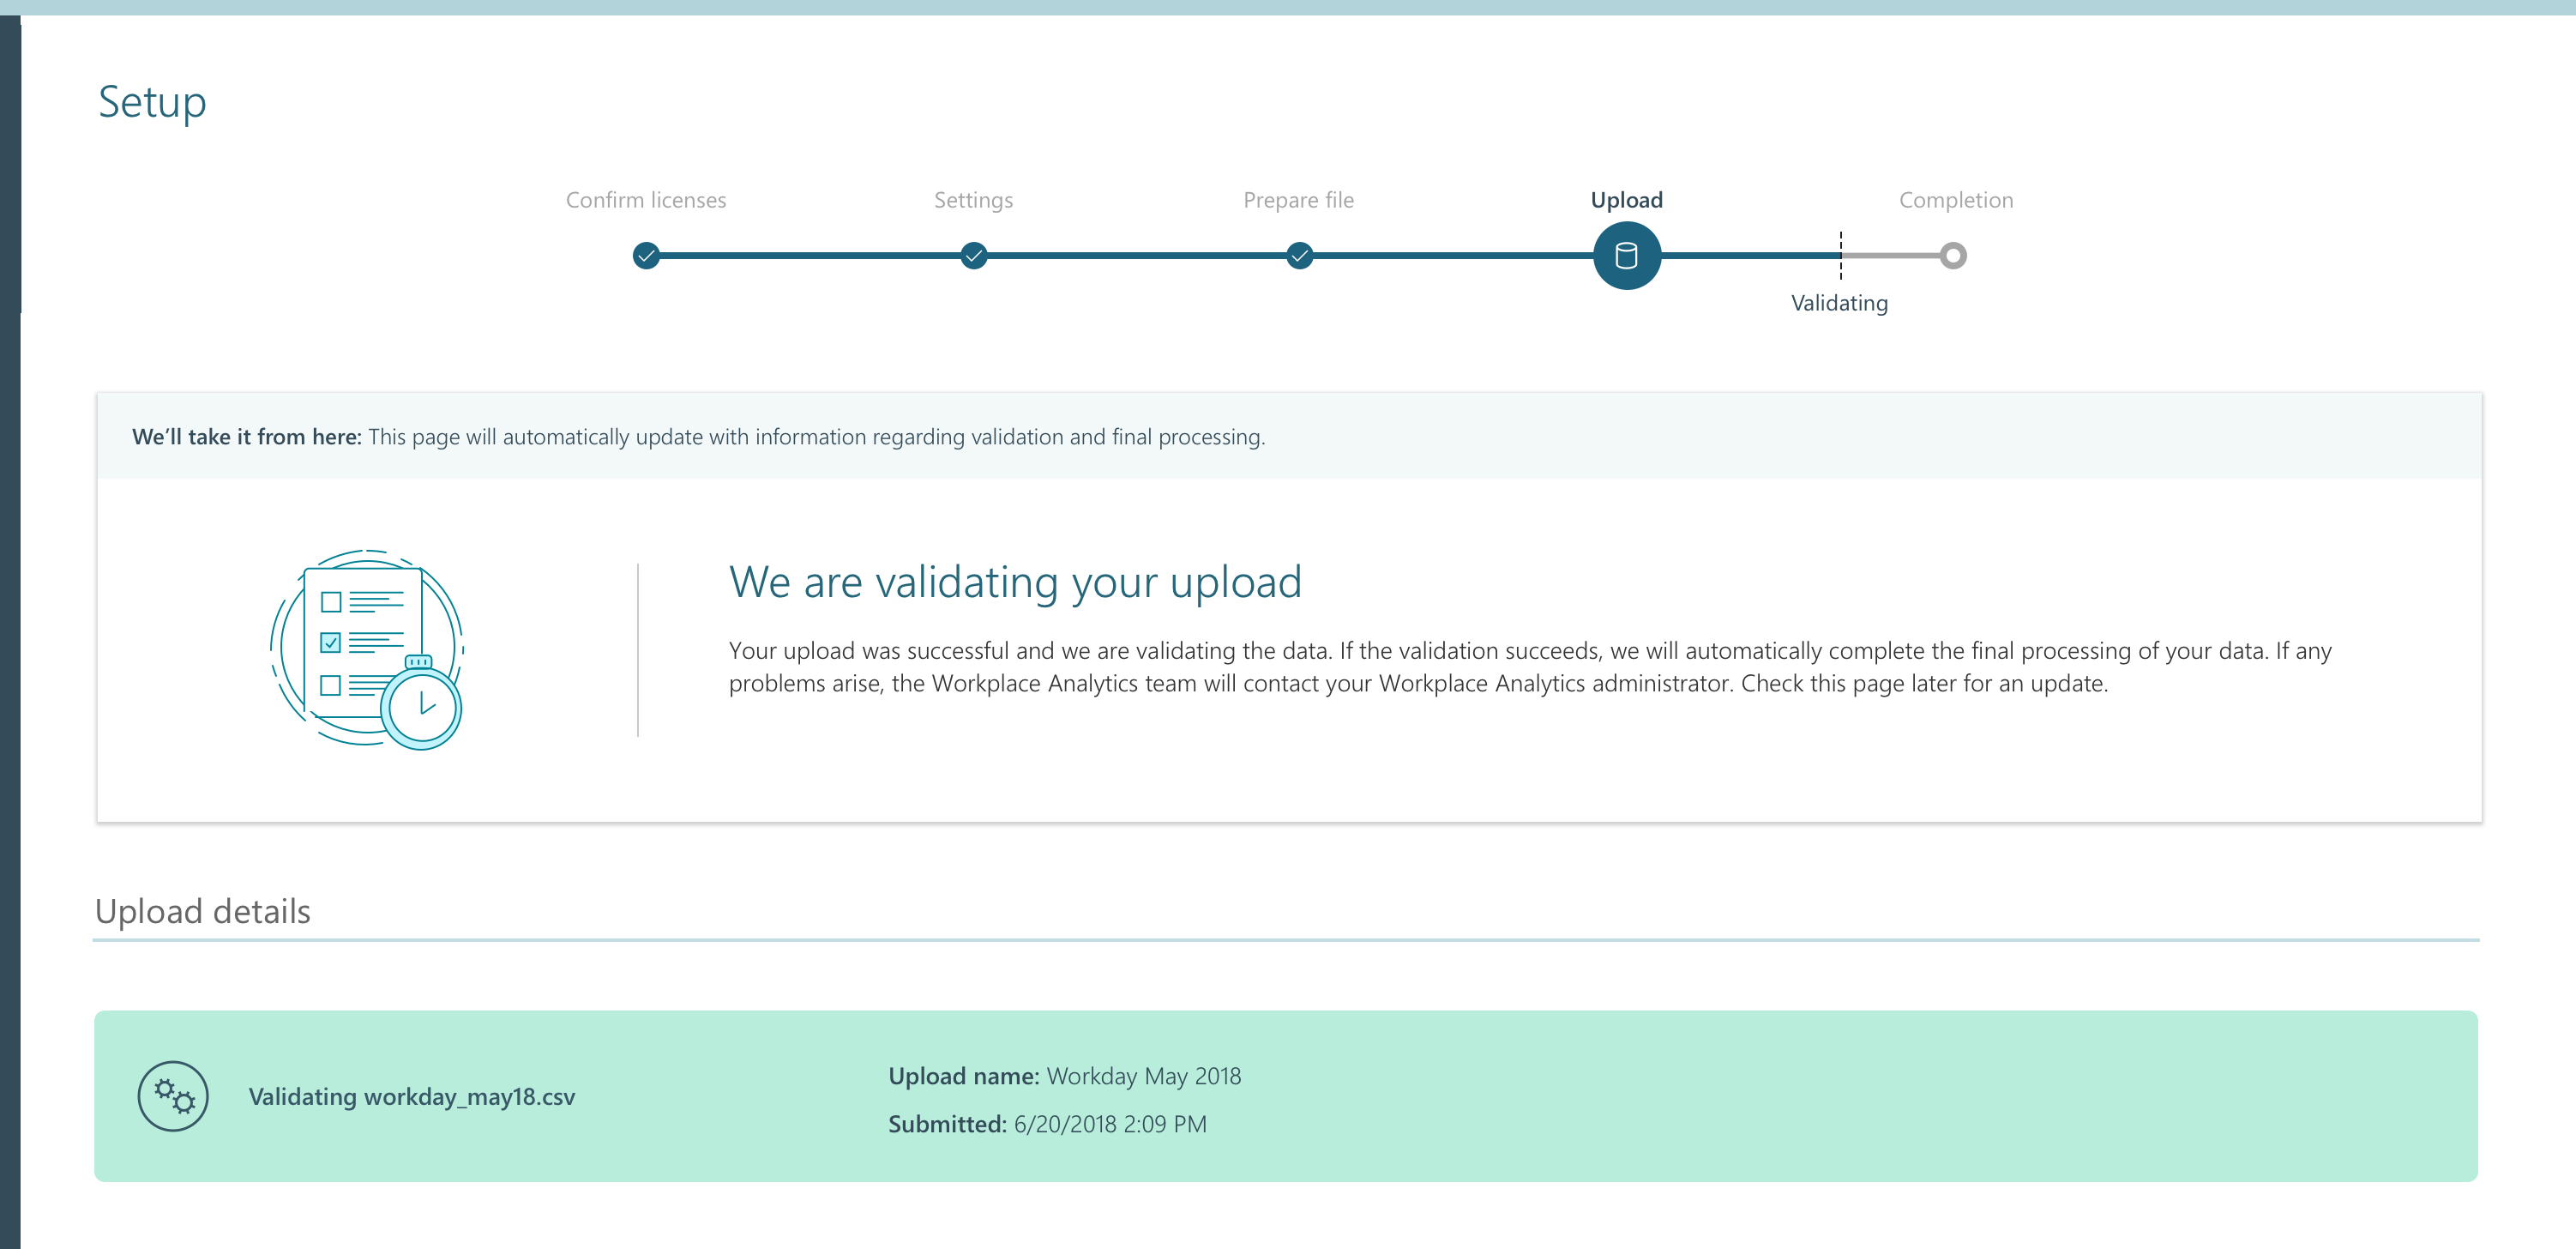 Setup
Confirm licenses
Settings
Prepare file
Upload
Completion
Validating
We’ll take it from here: This page will automatically update with information regarding validation and final processing.
We are validating your upload
Your upload was successful and we are validating the data. If the validation succeeds, we will automatically complete the final processing of your data. If any
problems arise, the Workplace Analytics team will contact your Workplace Analytics administrator. Check this page later for an update.
Upload details
Validating workday_may18.csv
Upload name: Workday May 2018
Submitted: 6/20/2018 2:09 PM